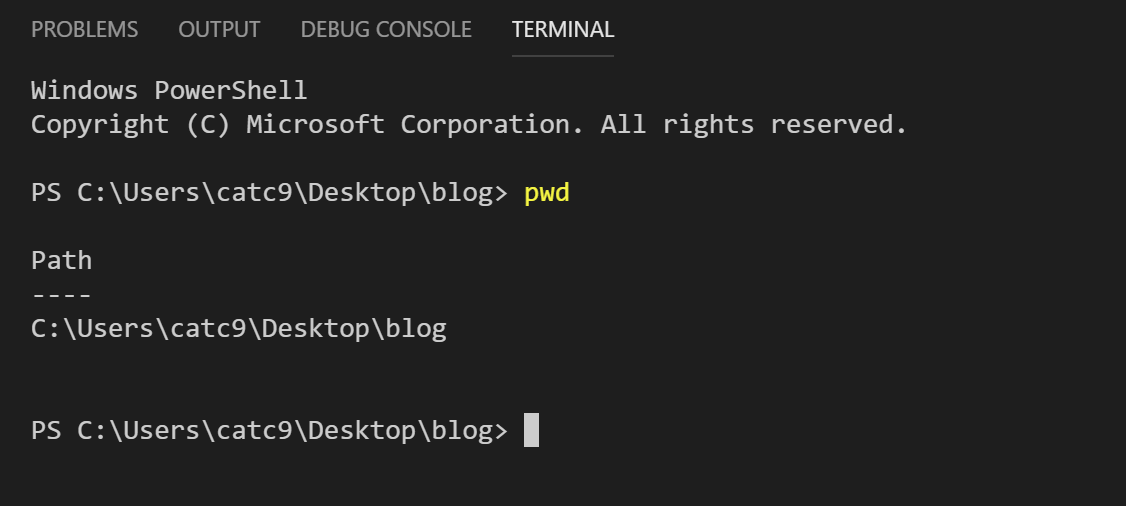 PROBLEMS OUTPUT DEBUG CONSOLE TERMINAL
Windows PowerShell
Copyright (C) Microsoft Corporation. All rights reserved.
PS C:\Users\catc9\Desktop\blog> pwd
Path
----
C:\Users\catc9\Desktop\blog
PS C:\Users\catc9\Desktop\blog>